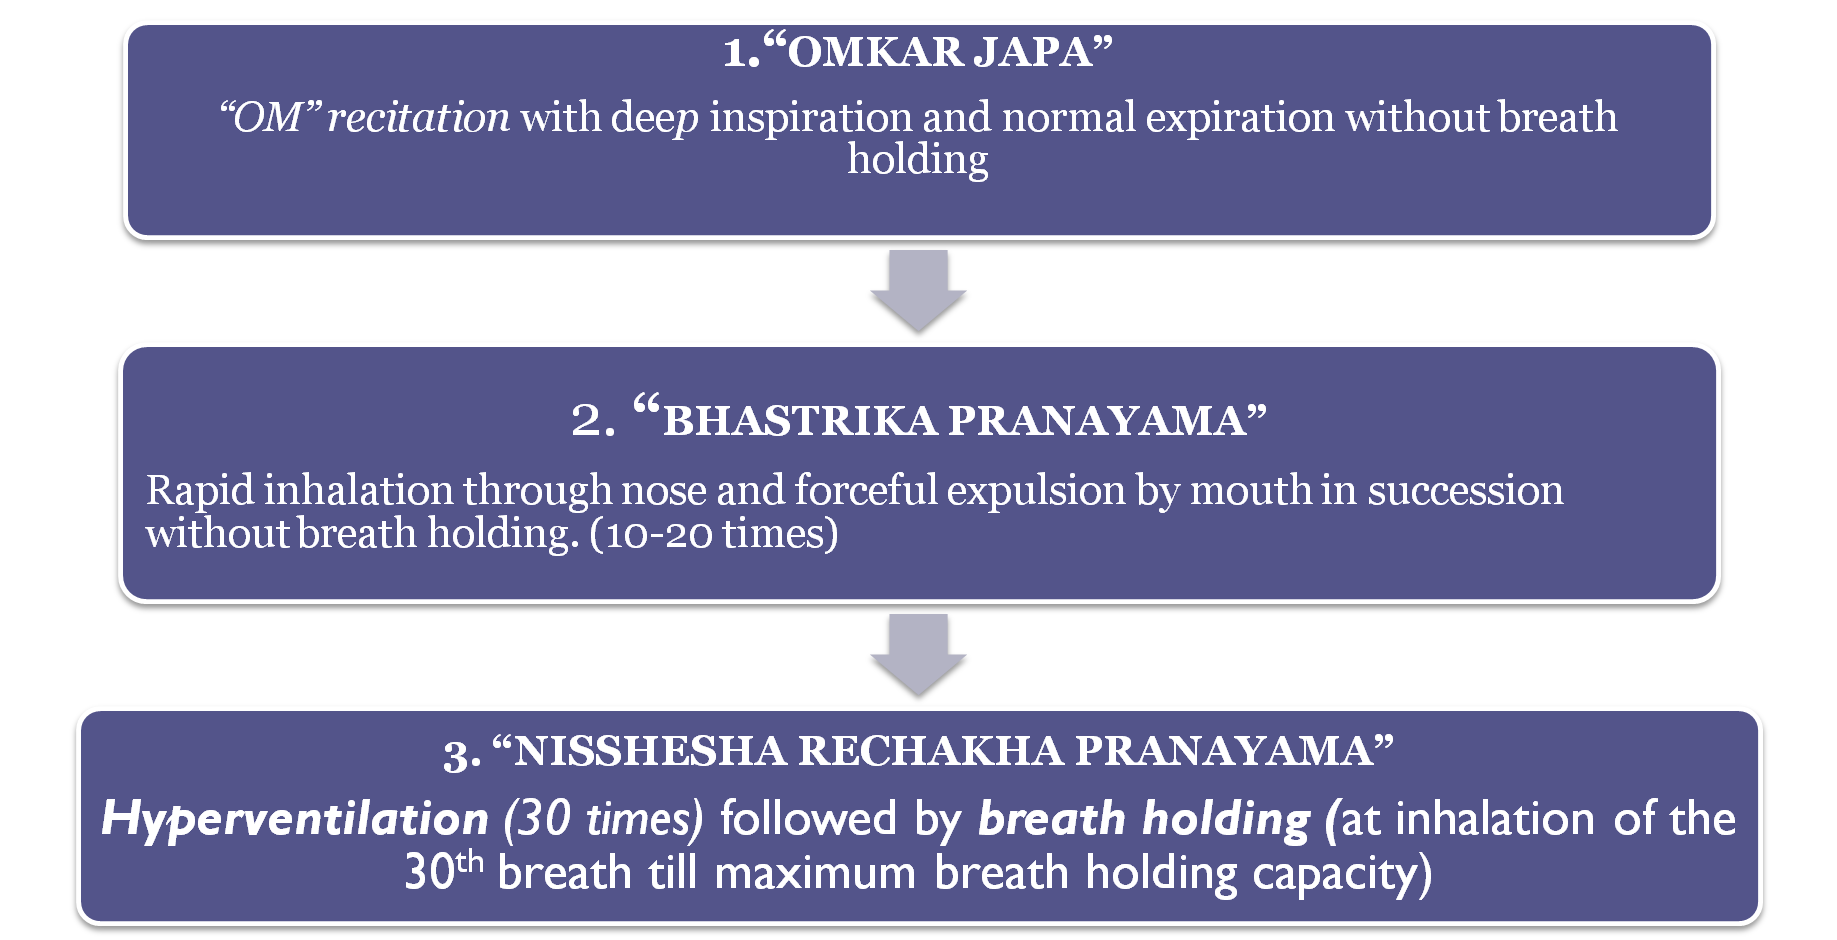 1.“OMKAR JAPA”
“OM” recitation with deep inspiration and normal expiration without breath
holding
2. “BHASTRIKA PRANAYAMA”
Rapid inhalation through nose and forceful expulsion by mouth in succession
without breath holding. (10-20 times)
3. “NISSHESHA RECHAKHA PRANAYAMA”
Hyperventilation (30 times) followed by breath holding (at inhalation of the
30th breath till maximum breath holding capacity)